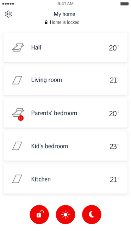 9:41 AM
My home
Home is locked
Hall 20°
Living room 21°
Parents' bedroom 20°
Kid's bedroom 23°
Kitchen 21°